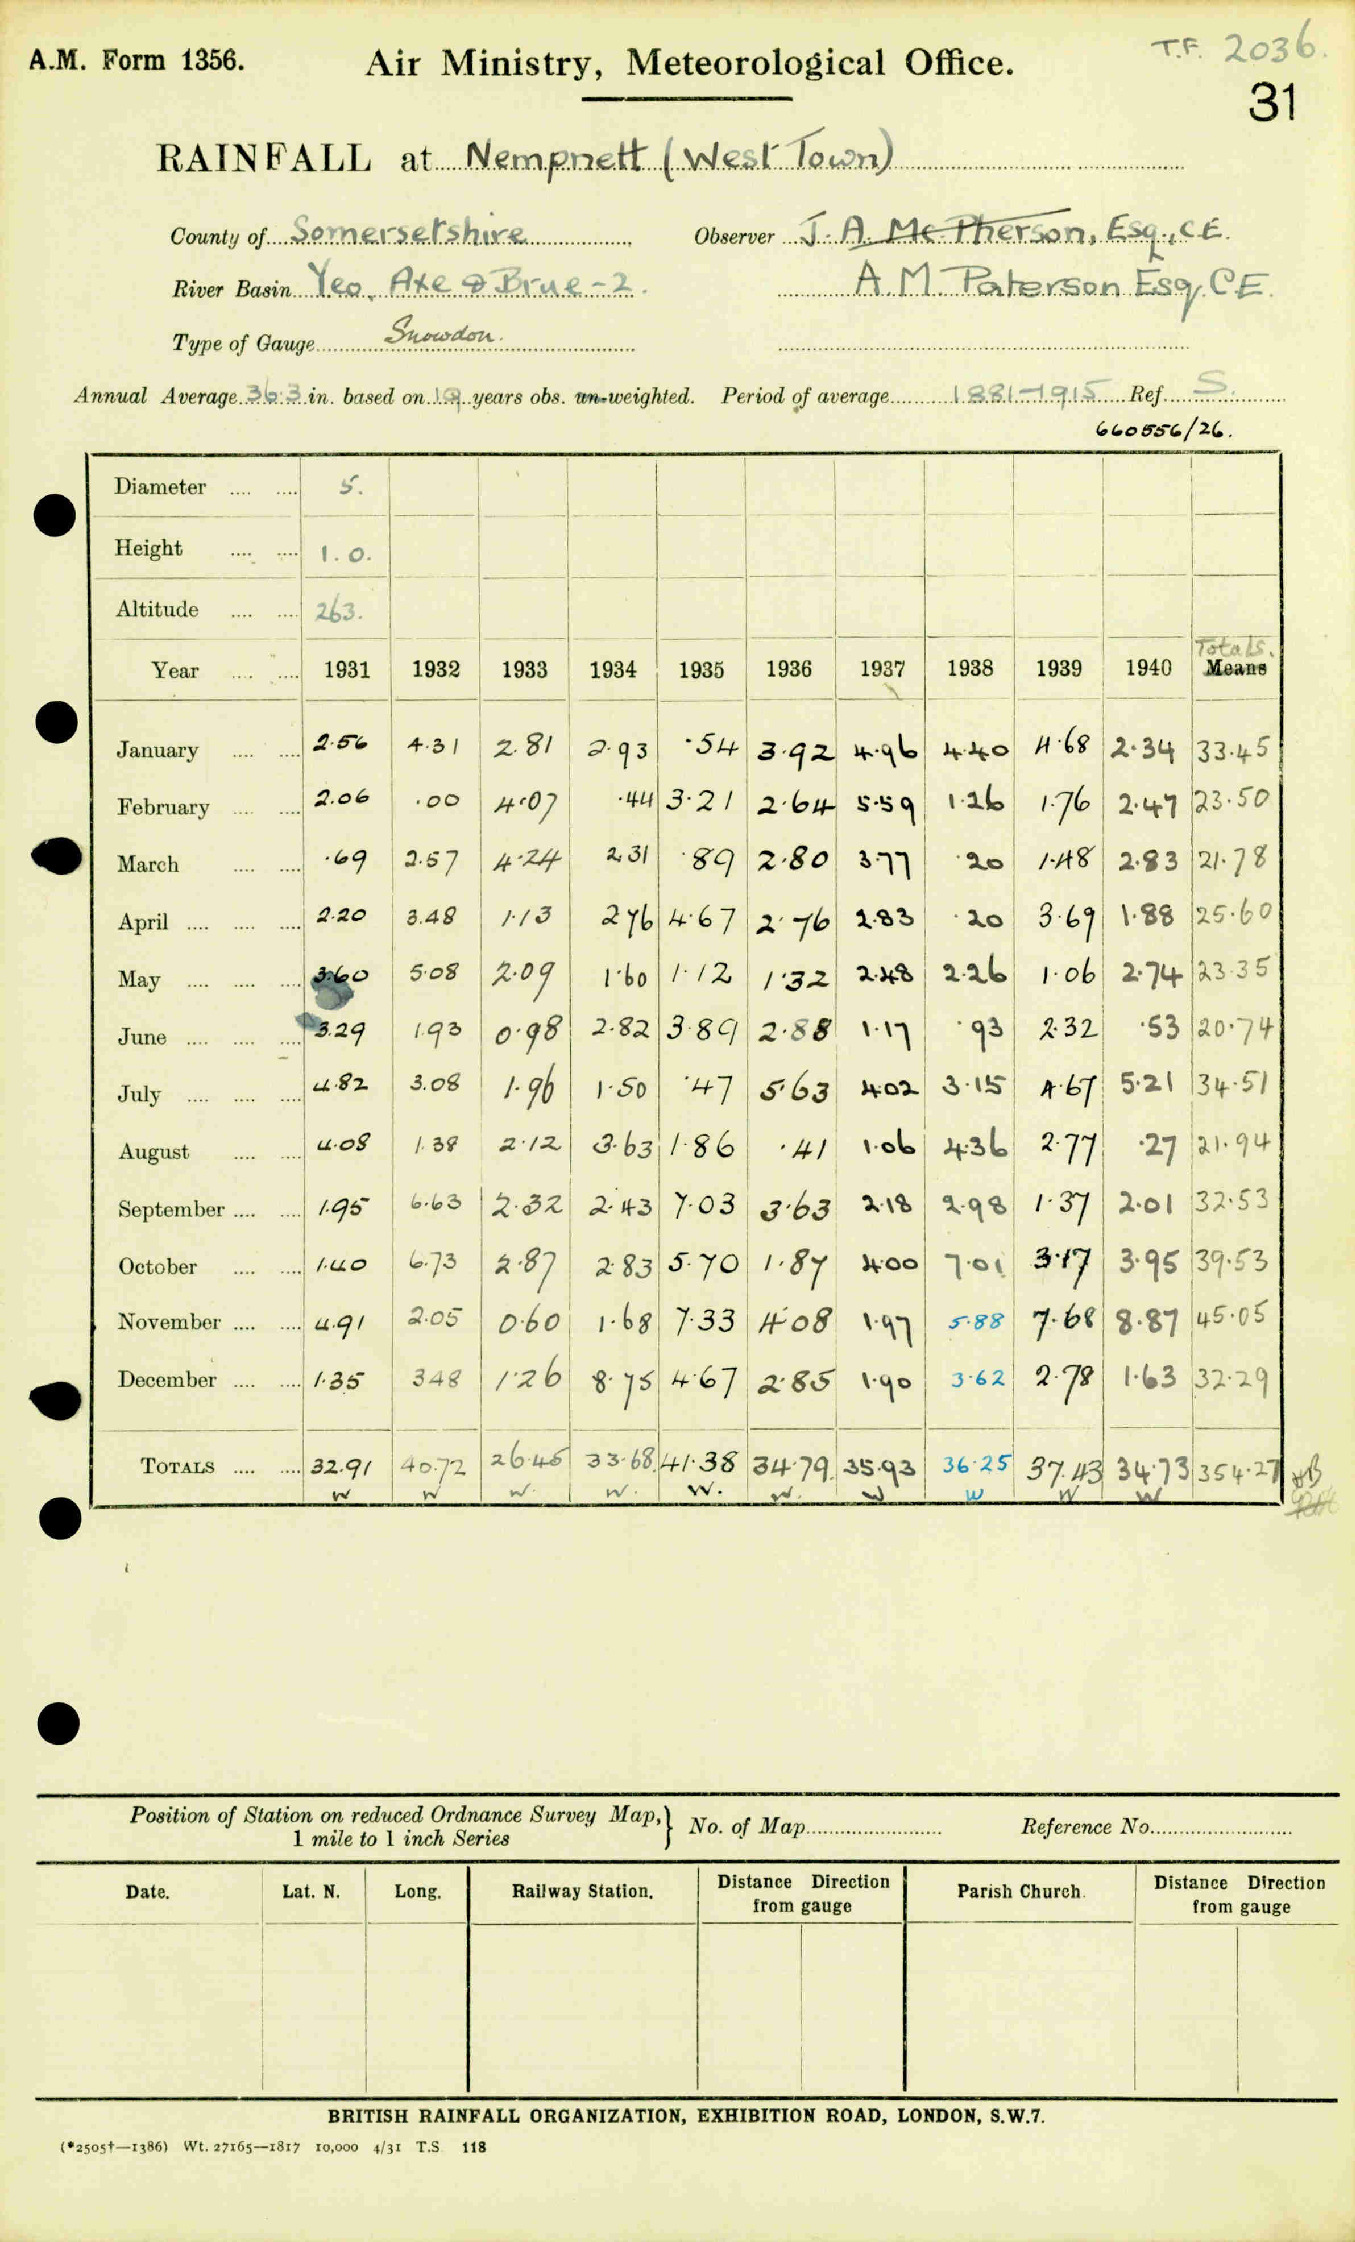 T.F. 2036.
A.M. Form 1356. Air Ministry, Meteorological Office.
31
RAINFALL at Nempnett (West Town)
County of Somersetshire Observer J. A. McPherson, Esq., C.E.
River Basin Yeo, Axe & Brue-2. A.M. Paterson Esq. C.E.
Type of Gauge Snowdon.
Annual Average 36.3 in. based on 19 years obs. un-weighted. Period of average 1881-1915 Ref. S.
660556/26.
Diameter 5.
Height 1.0.
Altitude 263.
Totals.
Year 1931 1932 1933 1934 1935 1936 1937 1938 1939 1940 Means
January 2.56 4.31 2.81 2.93 .54 3.92 4.96 4.40 4.68 2.34 33.45
February 2.06 .00 4.07 .44 3.21 2.64 5.59 1.26 1.76 2.47 23.50
March .69 2.57 4.24 2.31 .89 2.80 3.77 .20 1.48 2.83 21.78
April 2.20 3.48 1.13 2.76 4.67 2.76 2.83 .20 3.69 1.88 25.60
May 3.60 5.08 2.09 1.60 1.12 1.32 2.48 2.26 1.06 2.74 23.35
June 3.29 1.93 0.98 2.82 3.89 2.88 1.17 .93 2.32 .53 20.74
July 4.82 3.08 1.96 1.50 .47 5.63 4.02 3.15 4.67 5.21 34.51
August 4.08 1.38 2.12 3.63 1.86 .41 1.06 4.36 2.77 .27 21.94
September 1.95 6.63 2.32 2.43 7.03 3.63 2.18 2.98 1.37 2.01 32.53
October 1.40 6.73 2.87 2.83 5.70 1.87 4.00 7.01 3.17 3.95 39.53
November 4.91 2.05 0.60 1.68 7.33 4.08 1.97 5.88 7.68 8.87 45.05
December 1.35 3.48 1.26 8.75 4.67 2.85 1.90 3.62 2.78 1.63 32.29
TOTALS 32.91 40.72 26.45 33.68 41.38 34.79 35.93 36.25 37.43 34.73 354.27
w w w. w. w. w. w w w w
Position of Station on reduced Ordnance Survey Map, 1 mile to 1 inch Series } No. of Map Reference No.
Date. Lat. N. Long. Railway Station. Distance Direction from gauge Parish Church. Distance Direction from gauge
BRITISH RAINFALL ORGANIZATION, EXHIBITION ROAD, LONDON, S.W.7.
(*2505†—1386) Wt. 27165—1817 10,000 4/31 T.S. 118